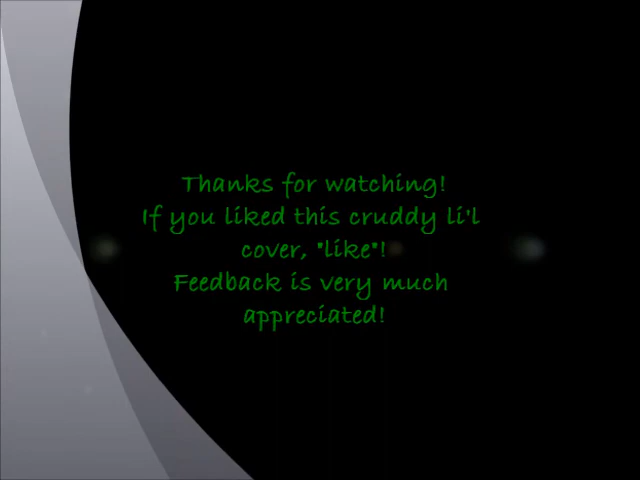 Thanks for watching!
If you liked this cruddy li'l
cover, "like"!
Feedback is very much
appreciated!